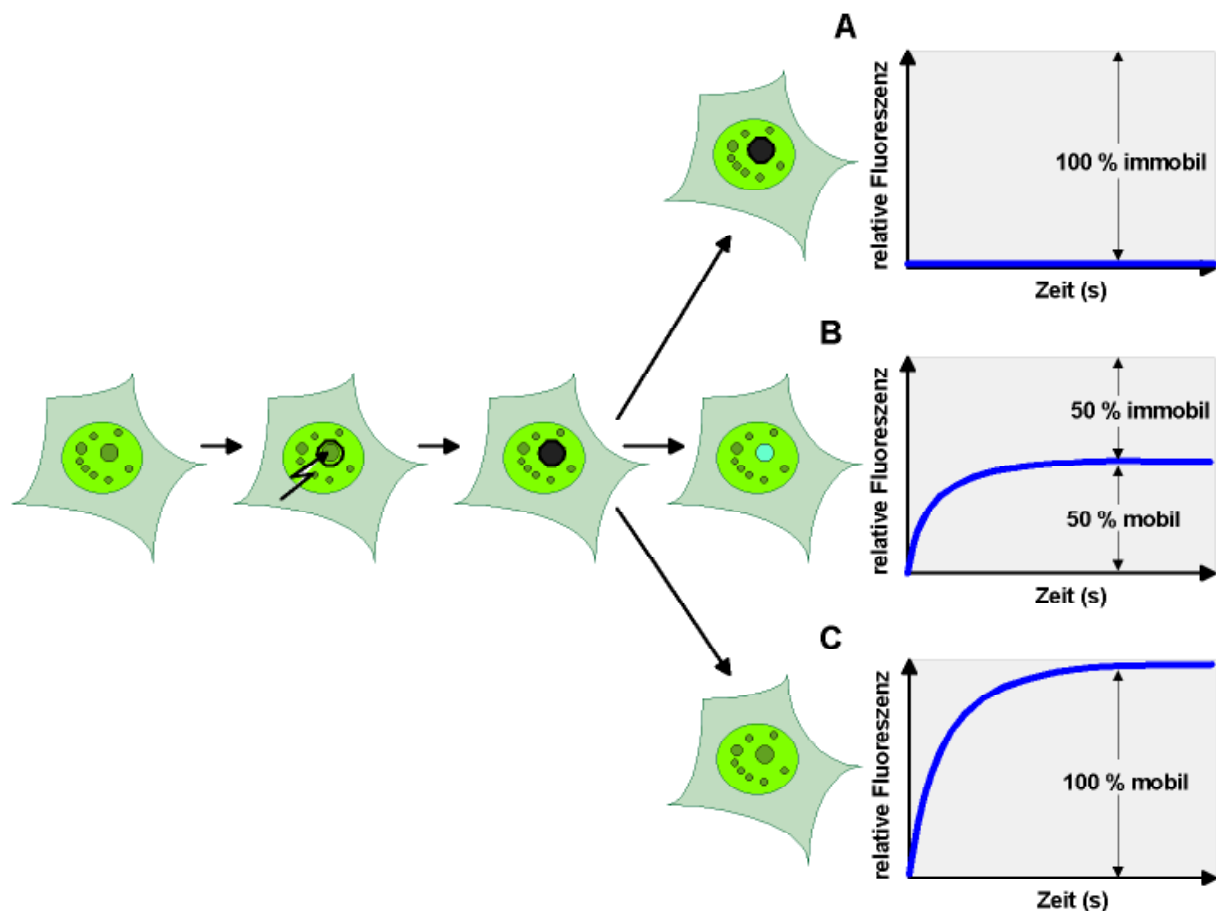 A
relative Fluoreszenz
100 % immobil
Zeit (s)
B
relative Fluoreszenz
50 % immobil
50 % mobil
Zeit (s)
C
relative Fluoreszenz
100 % mobil
Zeit (s)